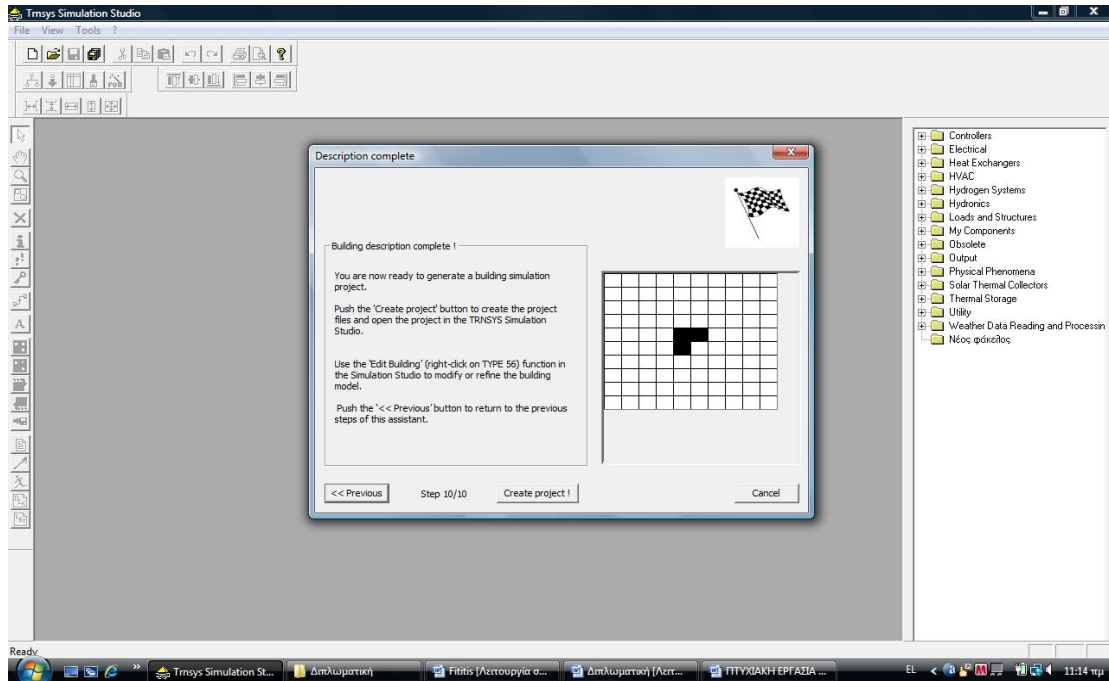 Trnsys Simulation Studio
File View Tools ?
Description complete
Building description complete !
You are now ready to generate a building simulation
project.
Push the 'Create project' button to create the project
files and open the project in the TRNSYS Simulation
Studio.
Use the 'Edit Building' (right-click on TYPE 56) function in
the Simulation Studio to modify or refine the building
model.
Push the '<< Previous' button to return to the previous
steps of this assistant.
<< Previous
Step 10/10
Create project !
Cancel
Controllers
Electrical
Heat Exchangers
HVAC
Hydrogen Systems
Hydronics
Loads and Structures
My Components
Obsolete
Output
Physical Phenomena
Solar Thermal Collectors
Thermal Storage
Utility
Weather Data Reading and Processin
Νέος φάκελος
Ready
Trnsys Simulation St...
Διπλωματική
Fititis [Λειτουργία σ...
Διπλωματική [Λειτ...
ΠΤΥΧΙΑΚΗ ΕΡΓΑΣΙΑ ...
EL
11:14 πμ